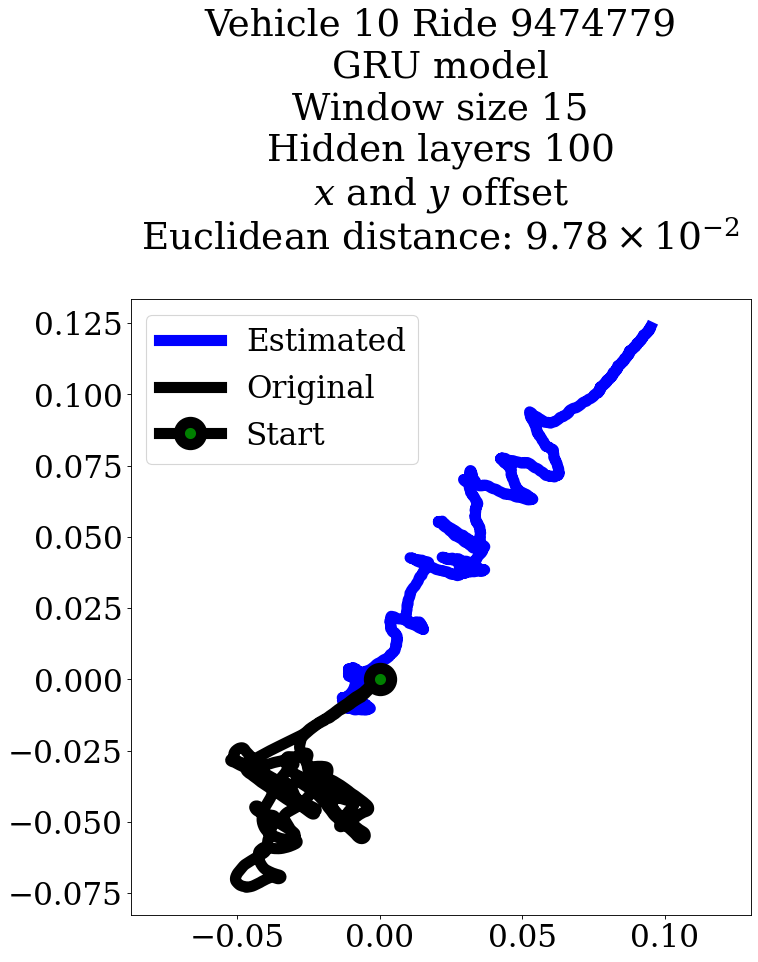 Vehicle 10 Ride 9474779
GRU model
Window size 15
Hidden layers 100
x and y offset
Euclidean distance: 9.78 × 10⁻²
Estimated
Original
Start
0.125
0.100
0.075
0.050
0.025
0.000
−0.025
−0.050
−0.075
−0.05 0.00 0.05 0.10